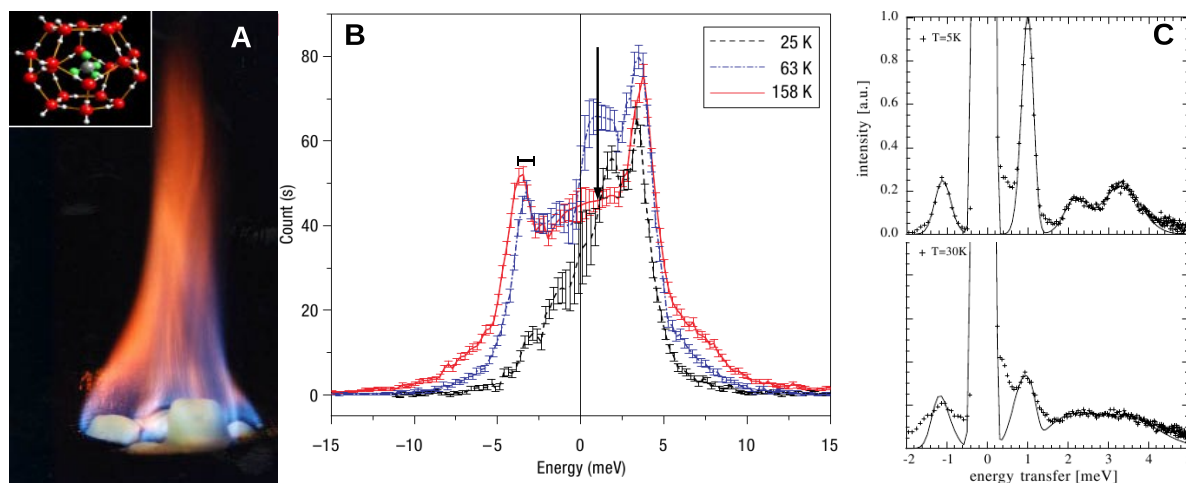 A
B
Count (s)
80
60
40
20
0
−15
−10
−5
0
5
10
15
Energy (meV)
25 K
63 K
158 K
C
intensity [a.u.]
1.0
0.8
0.6
0.4
0.2
0.0
+ T=5K
+ T=30K
-2
-1
0
1
2
3
4
energy transfer [meV]